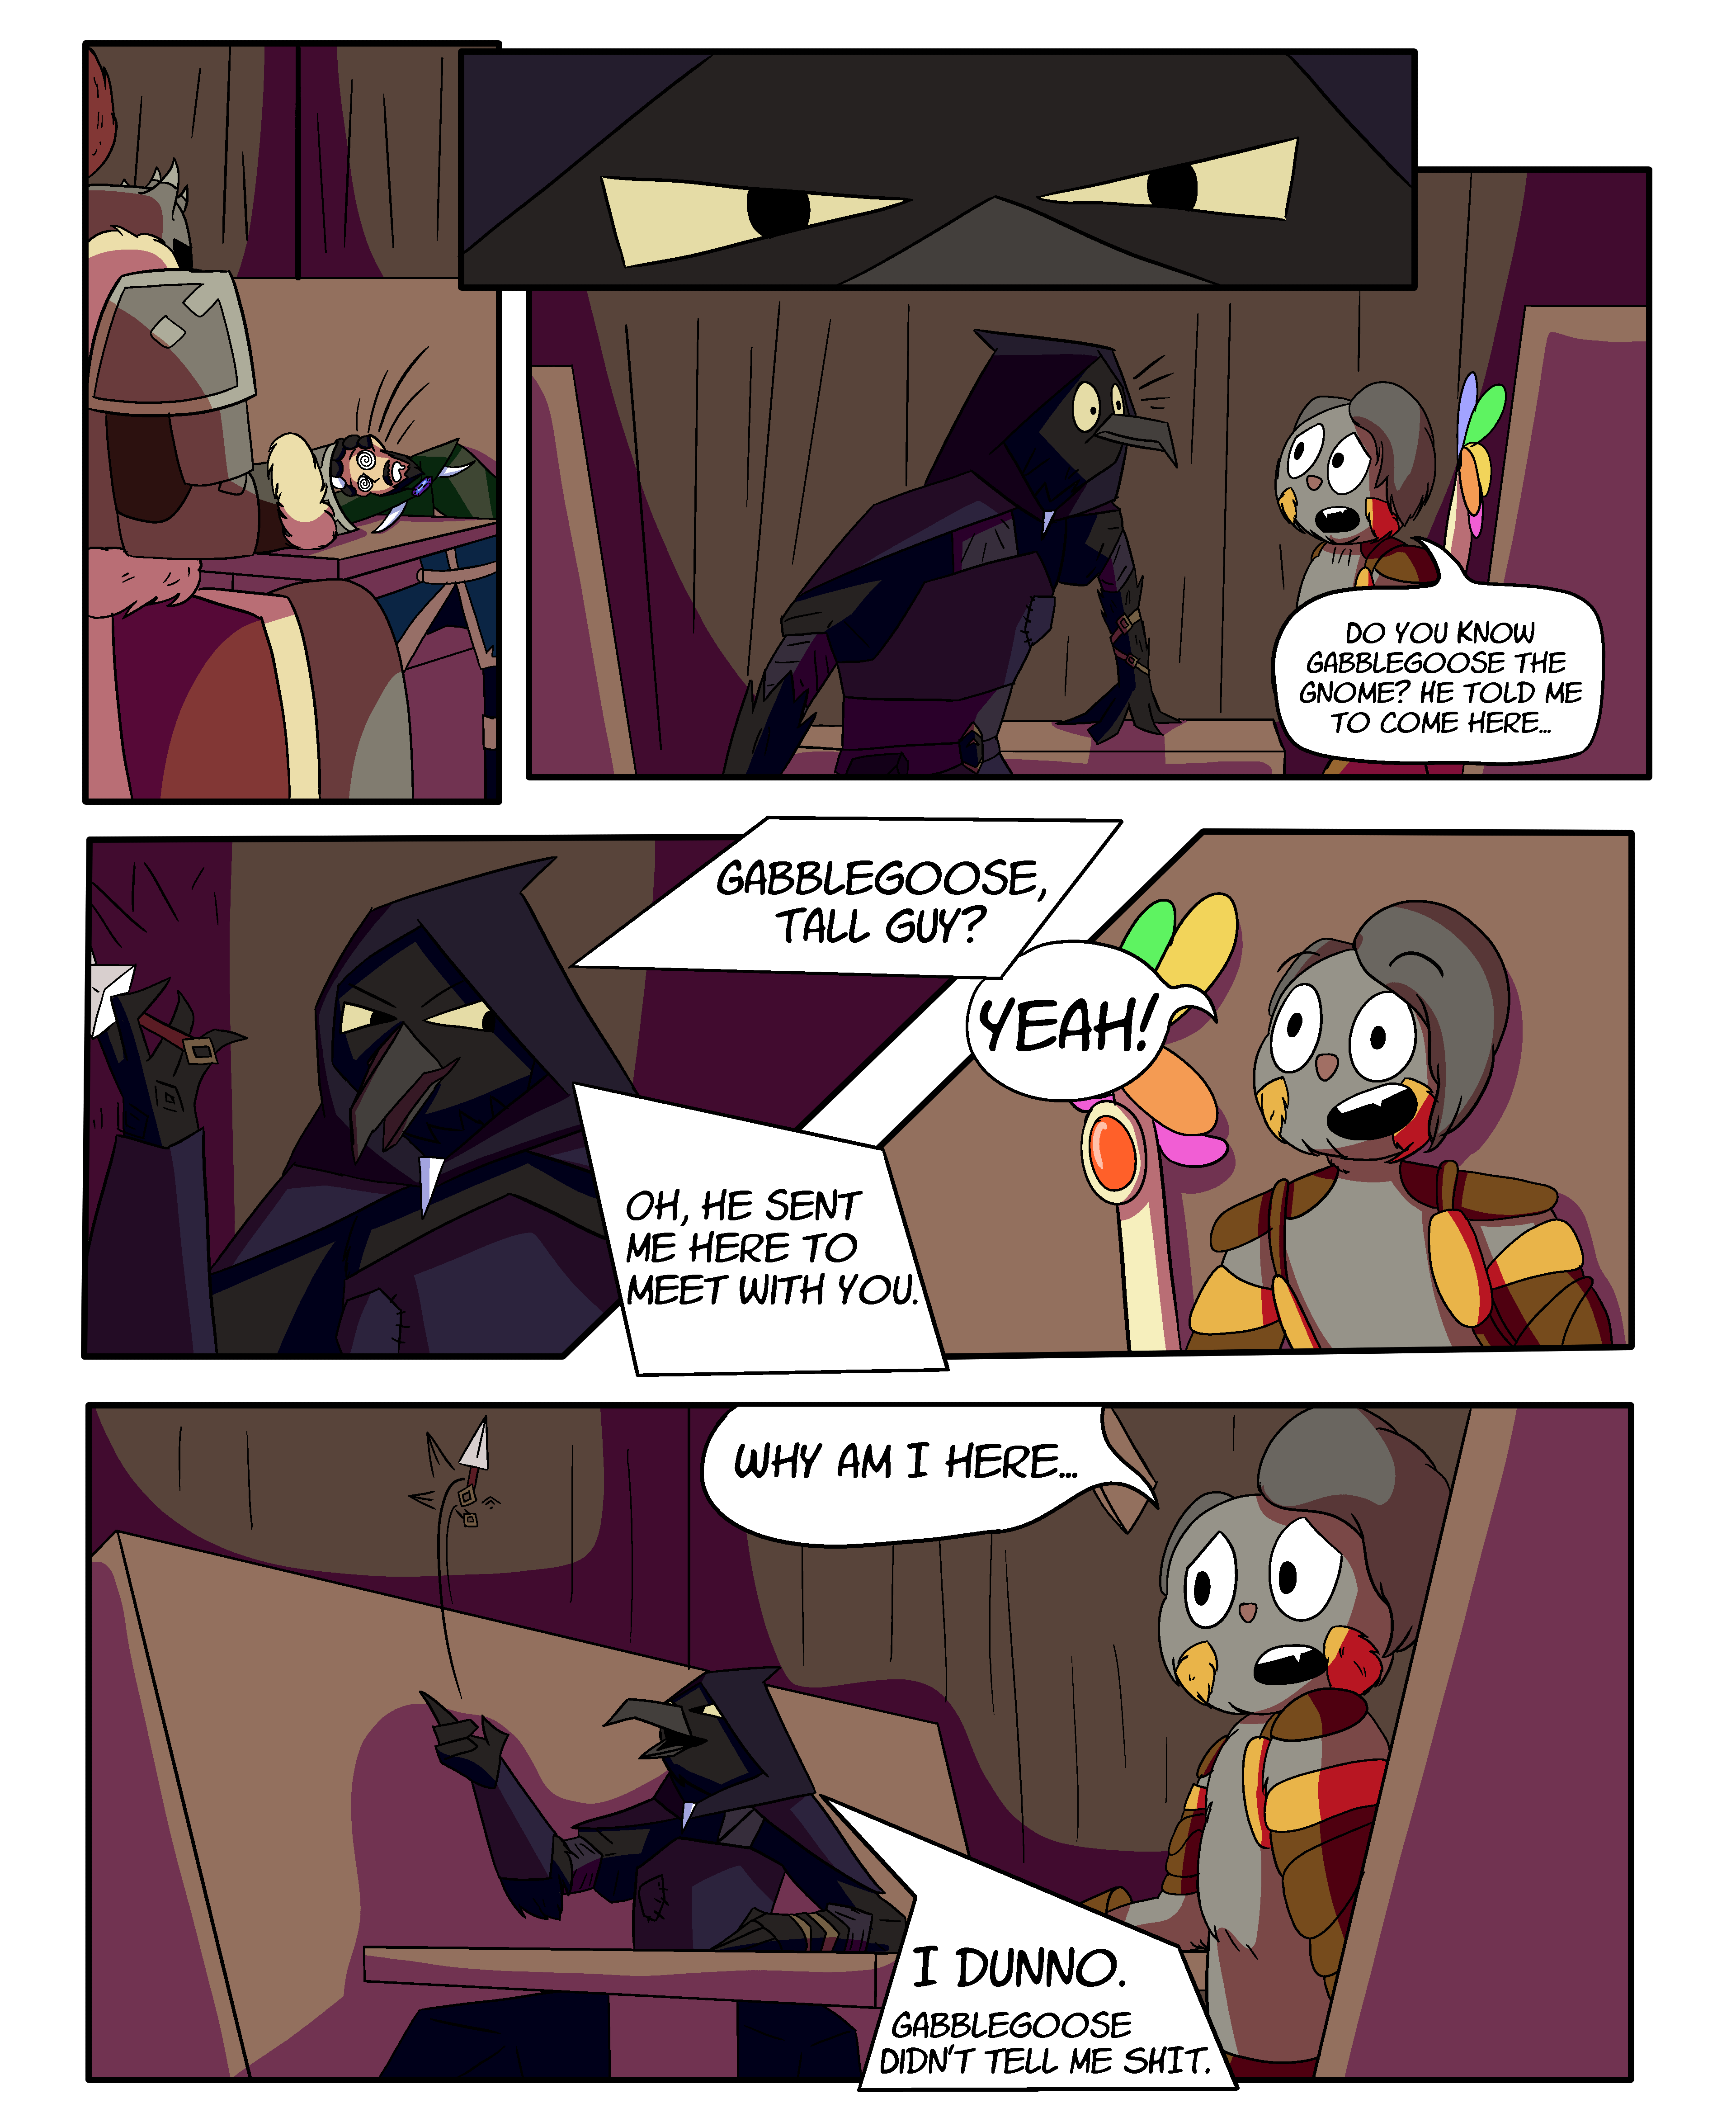 DO YOU KNOW
GABBLEGOOSE THE
GNOME? HE TOLD ME
TO COME HERE...
GABBLEGOOSE,
TALL GUY?
YEAH!
OH, HE SENT
ME HERE TO
MEET WITH YOU.
WHY AM I HERE...
I DUNNO.
GABBLEGOOSE
DIDN'T TELL ME SHIT.